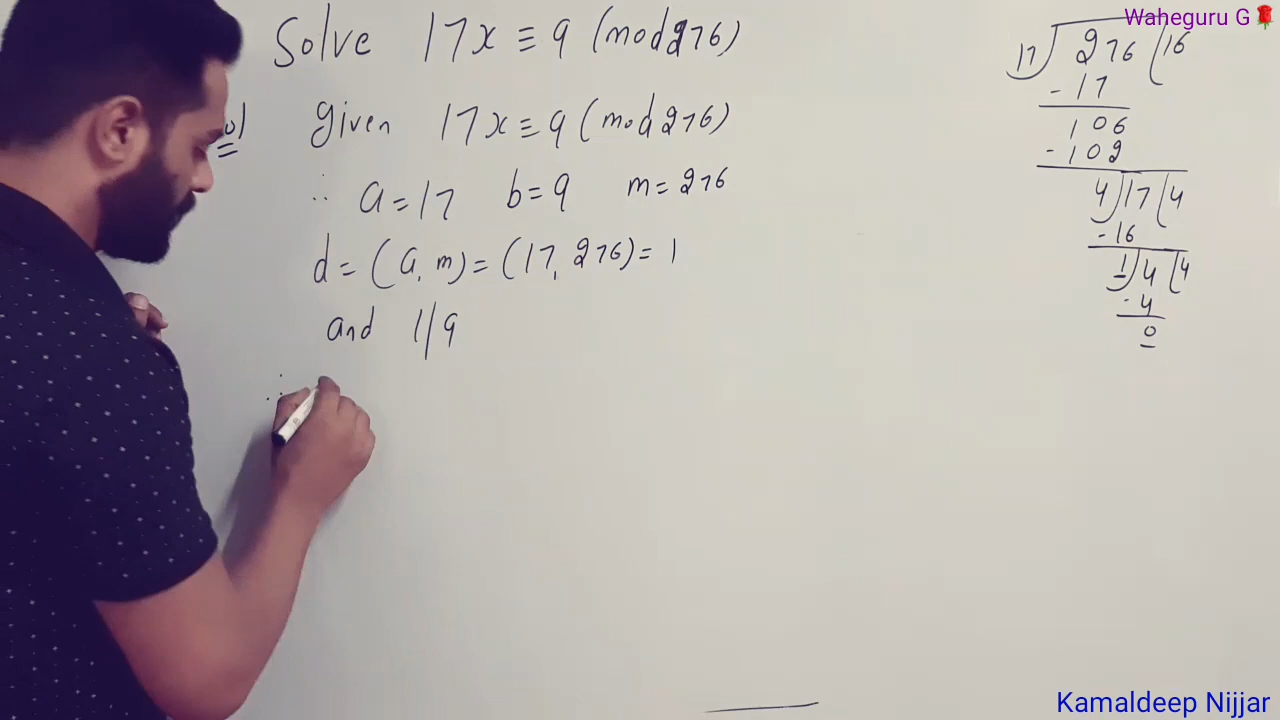 Waheguru G🌹
Solve 17x ≡ 9 (mod 276)
Given 17x ≡ 9 (mod 276)
∴ a = 17 b = 9 m = 276
d = (a, m) = (17, 276) = 1
and 1/9
∴
17) 276 (16
- 17
106
- 102
4) 17 (4
- 16
1) 4 (4
- 4
0
Kamaldeep Nijjar